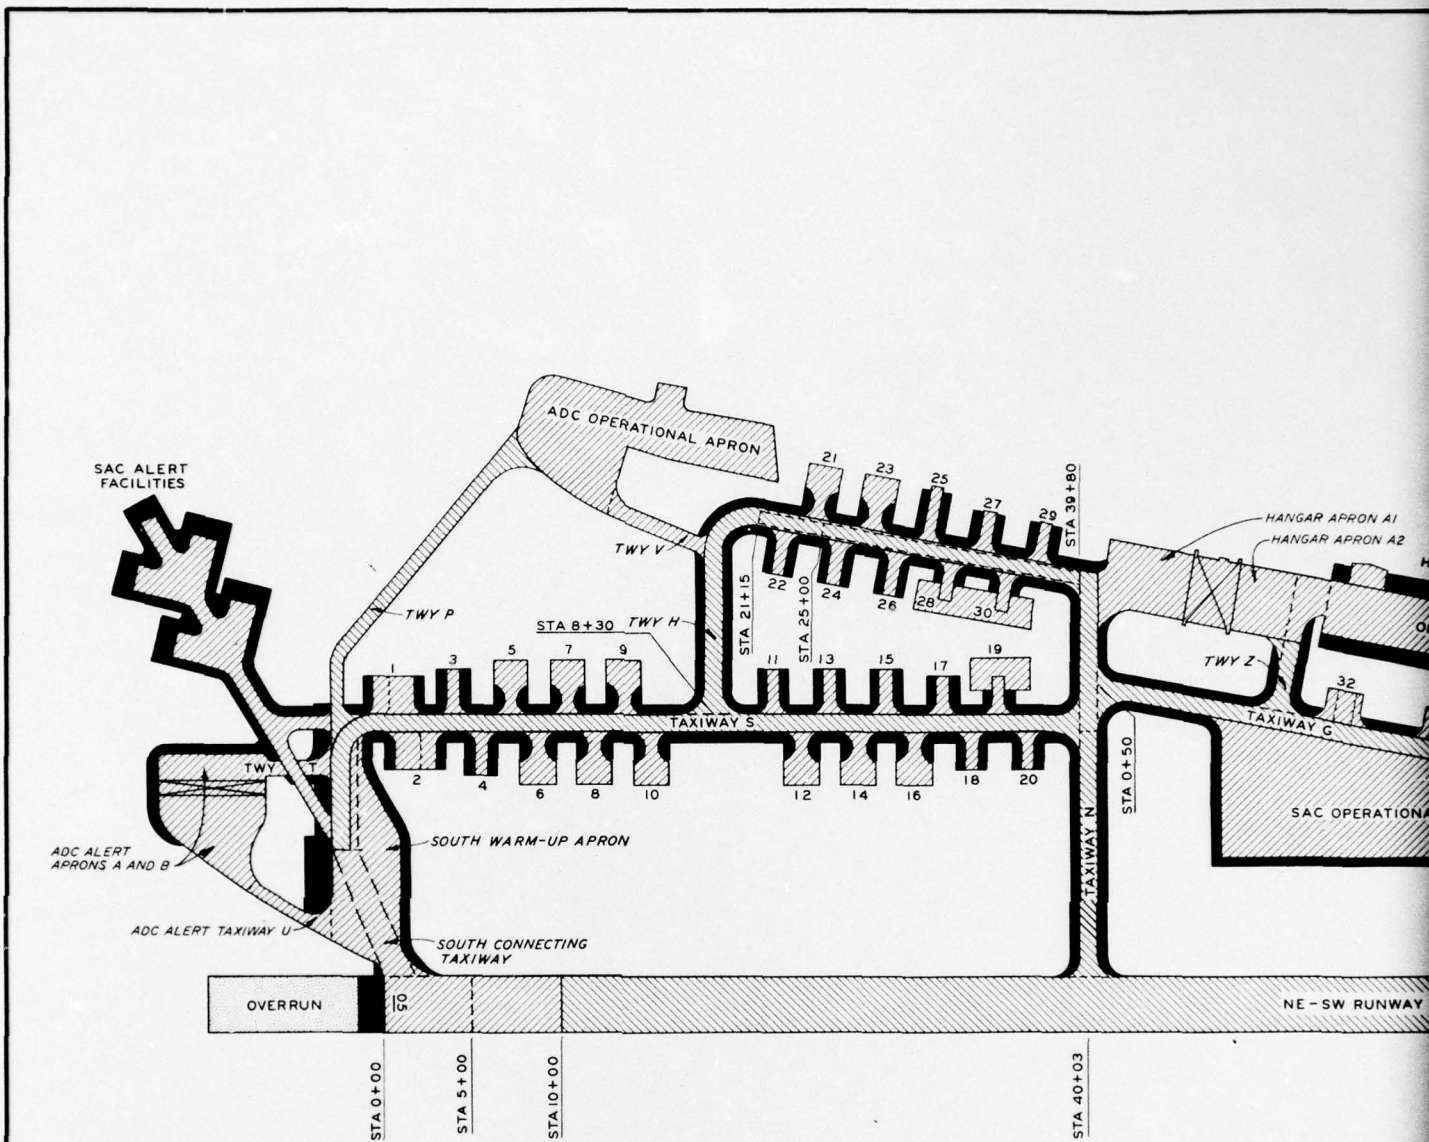 ADC OPERATIONAL APRON
SAC ALERT
FACILITIES
21
23
25
27
29
STA 39+80
HANGAR APRON A1
HANGAR APRON A2
TWY V
22
24
26
28
30
STA 21+15
STA 25+00
TWY P
STA 8+30
TWY H
1
3
5
7
9
11
13
15
17
19
TWY Z
32
TAXIWAY S
TAXIWAY G
TWY T
2
4
6
8
10
12
14
16
18
20
STA 0+50
SAC OPERATIONA
TAXIWAY N
SOUTH WARM-UP APRON
ADC ALERT
APRONS A AND B
ADC ALERT TAXIWAY U
SOUTH CONNECTING
TAXIWAY
OVERRUN
05
NE-SW RUNWAY
STA 0+00
STA 5+00
STA 10+00
STA 40+03